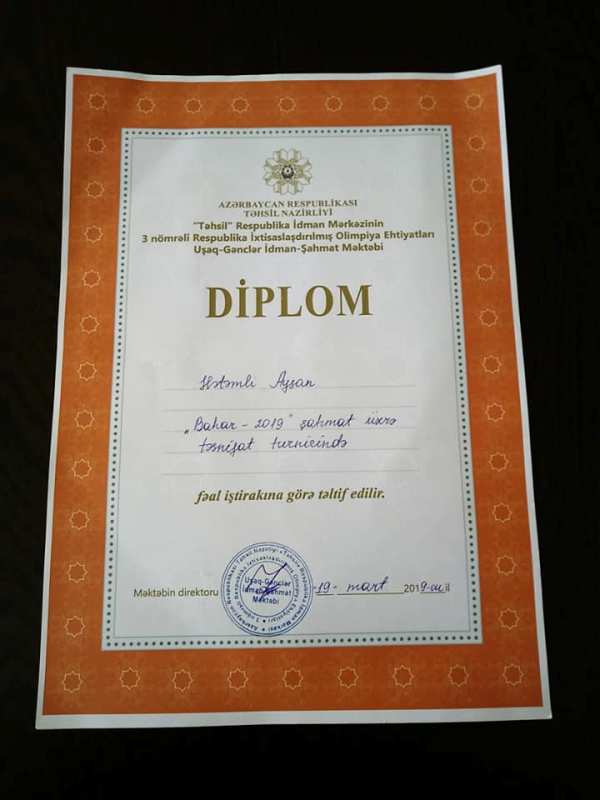 AZƏRBAYCAN RESPUBLİKASI
TƏHSİL NAZİRLİYİ
"Təhsil" Respublika İdman Mərkəzinin
3 nömrəli Respublika İxtisaslaşdırılmış Olimpiya Ehtiyatları
Uşaq-Gənclər İdman-Şahmat Məktəbi
DİPLOM
Hətəmli Ayşan
„Bahar - 2019" şahmat üzrə
təsnifat turnirində
fəal iştirakına görə təltif edilir.
Məktəbin direktoru
Uşaq-Gənclər
İdman-Şahmat
Məktəbi
-19- mart 2019-cu il